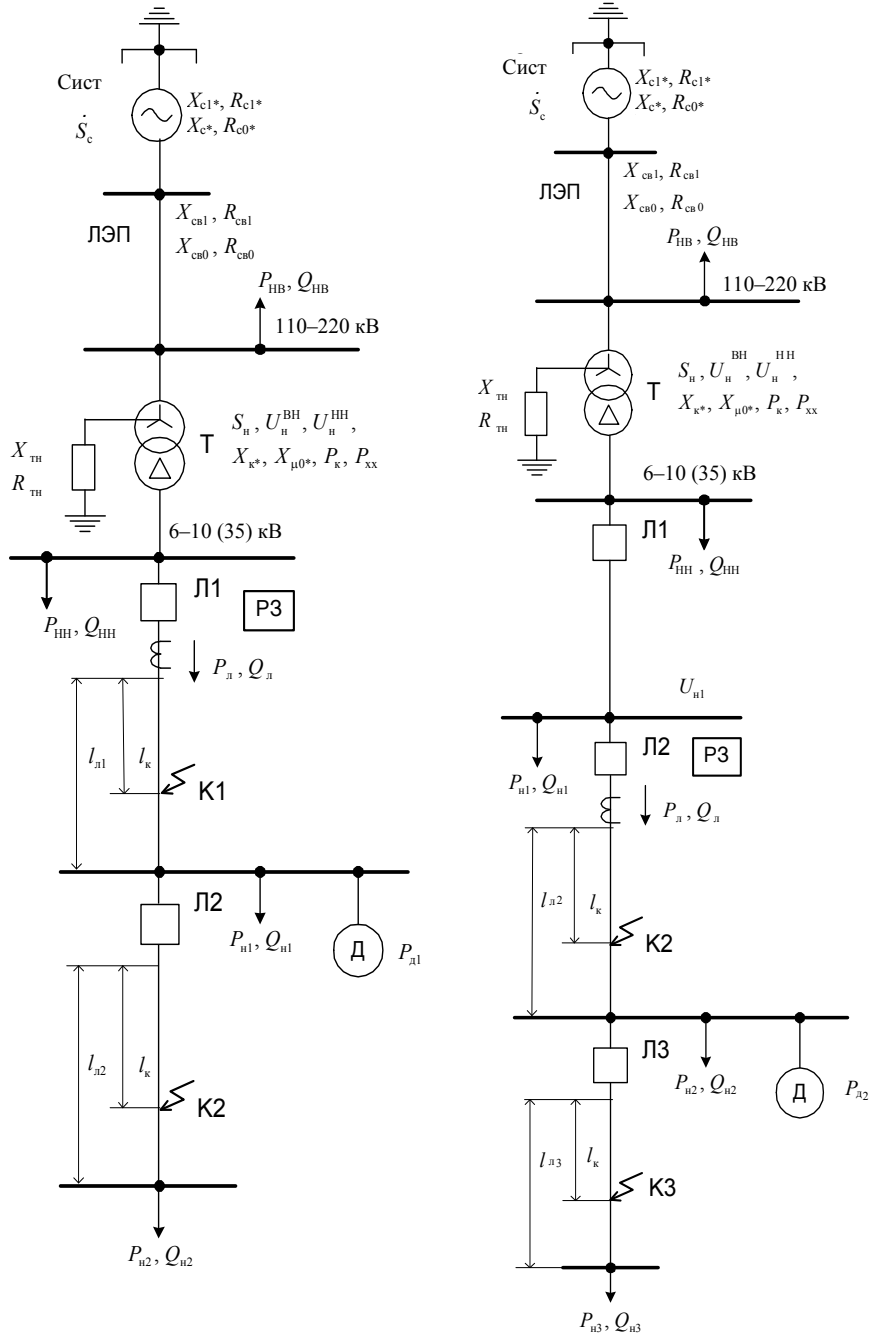 Сист
Ṡс
Xс1*, Rс1*
Xс*, Rс0*
ЛЭП
Xсв1, Rсв1
Xсв0, Rсв0
PНВ, QНВ
110–220 кВ
Xтн
Rтн
Т
Sн, UнВН, UнНН,
Xк*, Xμ0*, Pк, Pхх
6–10 (35) кВ
Л1
РЗ
PНН, QНН
Pл, Qл
lл1
lк
К1
Л2
Pн1, Qн1
Д
Pд1
lл2
lк
К2
Pн2, Qн2
Сист
Ṡс
Xс1*, Rс1*
Xс*, Rс0*
ЛЭП
Xсв1, Rсв1
Xсв0, Rсв0
PНВ, QНВ
110–220 кВ
Xтн
Rтн
Т
Sн, UнВН, UнНН,
Xк*, Xμ0*, Pк, Pхх
6–10 (35) кВ
Л1
PНН, QНН
Uн1
Л2
РЗ
Pн1, Qн1
Pл, Qл
lл2
lк
К2
Л3
Pн2, Qн2
Д
Pд2
lл3
lк
К3
Pн3, Qн3